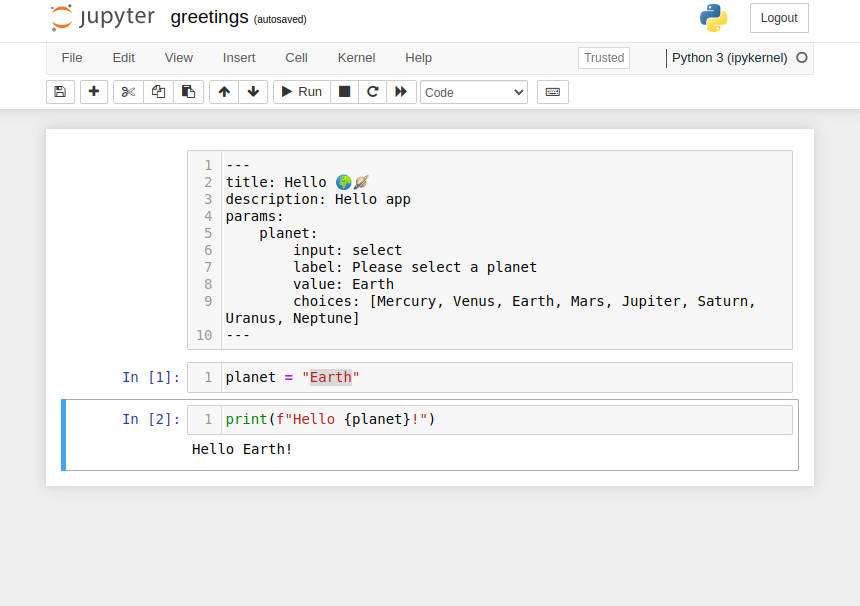 jupyter greetings (autosaved) Logout
File Edit View Insert Cell Kernel Help Trusted Python 3 (ipykernel)
Run Code
1 ---
2 title: Hello 🌍🪐
3 description: Hello app
4 params:
5     planet:
6         input: select
7         label: Please select a planet
8         value: Earth
9         choices: [Mercury, Venus, Earth, Mars, Jupiter, Saturn,
Uranus, Neptune]
10 ---
In [1]: 1 planet = "Earth"
In [2]: 1 print(f"Hello {planet}!")
Hello Earth!